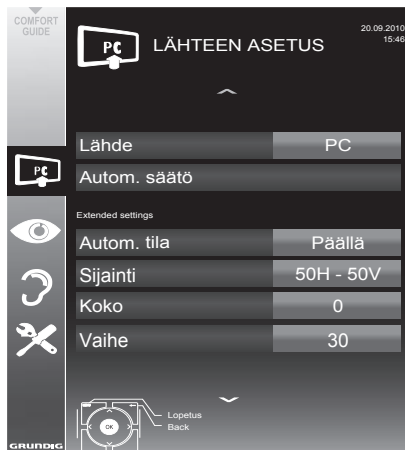 COMFORT
GUIDE
PC
LÄHTEEN ASETUS
20.09.2010
15:46
Lähde PC
PC
Autom. säätö
Extended settings
Autom. tila Päällä
Sijainti 50H - 50V
Koko 0
Vaihe 30
Lopetus
OK
Back
GRUNDIG